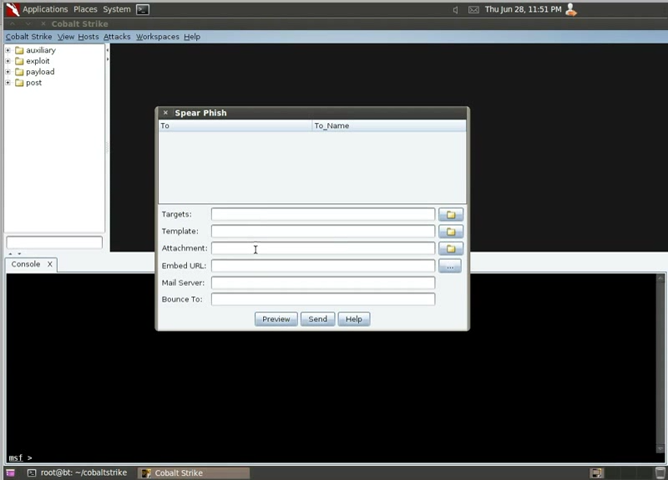 Applications Places System Thu Jun 28, 11:51 PM
Cobalt Strike
Cobalt Strike View Hosts Attacks Workspaces Help
auxiliary
exploit
payload
post
× Spear Phish
To To_Name
Targets:
Template:
Attachment:
Embed URL: ...
Mail Server:
Bounce To:
Preview Send Help
Console X
msf >
root@bt: ~/cobaltstrike Cobalt Strike